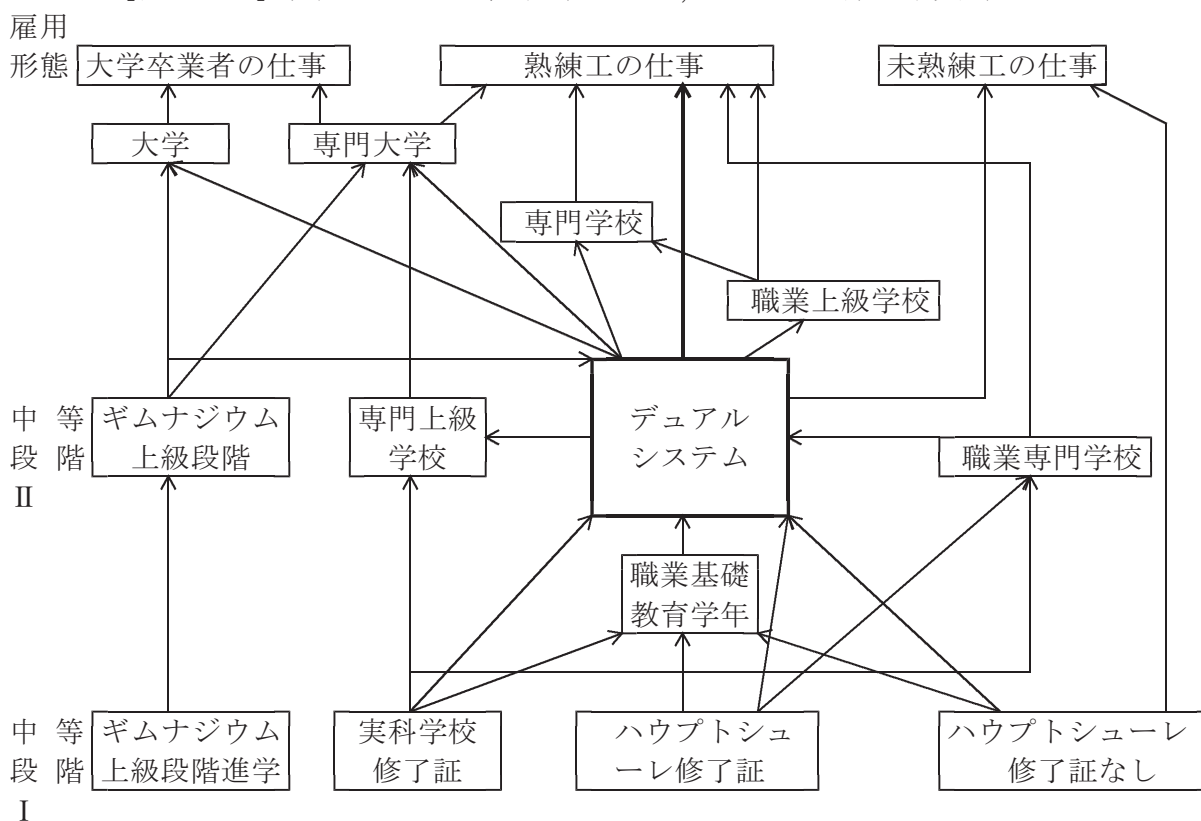 雇用
形態
大学卒業者の仕事
熟練工の仕事
未熟練工の仕事
大学
専門大学
専門学校
職業上級学校
中等
段階
Ⅱ
ギムナジウム
上級段階
専門上級
学校
デュアル
システム
職業専門学校
職業基礎
教育学年
中等
段階
Ⅰ
ギムナジウム
上級段階進学
実科学校
修了証
ハウプトシュ
ーレ修了証
ハウプトシューレ
修了証なし